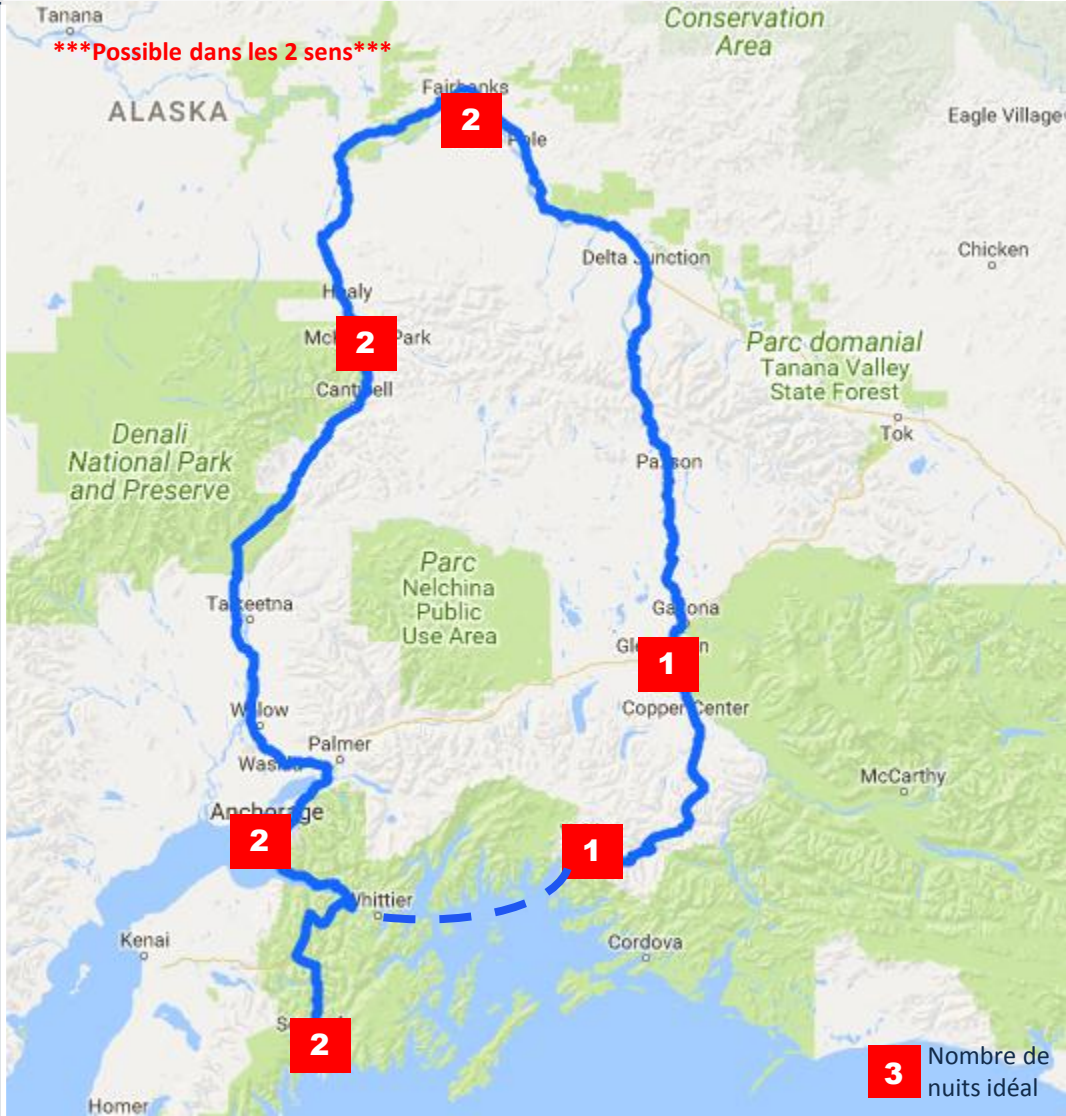 Tanana
Conservation
Area
***Possible dans les 2 sens***
Fairbanks
ALASKA
Eagle Village
2
Pole
Chicken
Delta Junction
Healy
Park
2
Parc domanial
Tanana Valley
State Forest
Cantwell
Tok
Denali
National Park
and Preserve
Paxson
Parc
Nelchina
Public
Use Area
Talkeetna
Gakona
1
Copper Center
Willow
Palmer
Wasilla
McCarthy
Anchorage
2
1
Whittier
Kenai
Cordova
2
3
Nombre de
nuits idéal
Homer